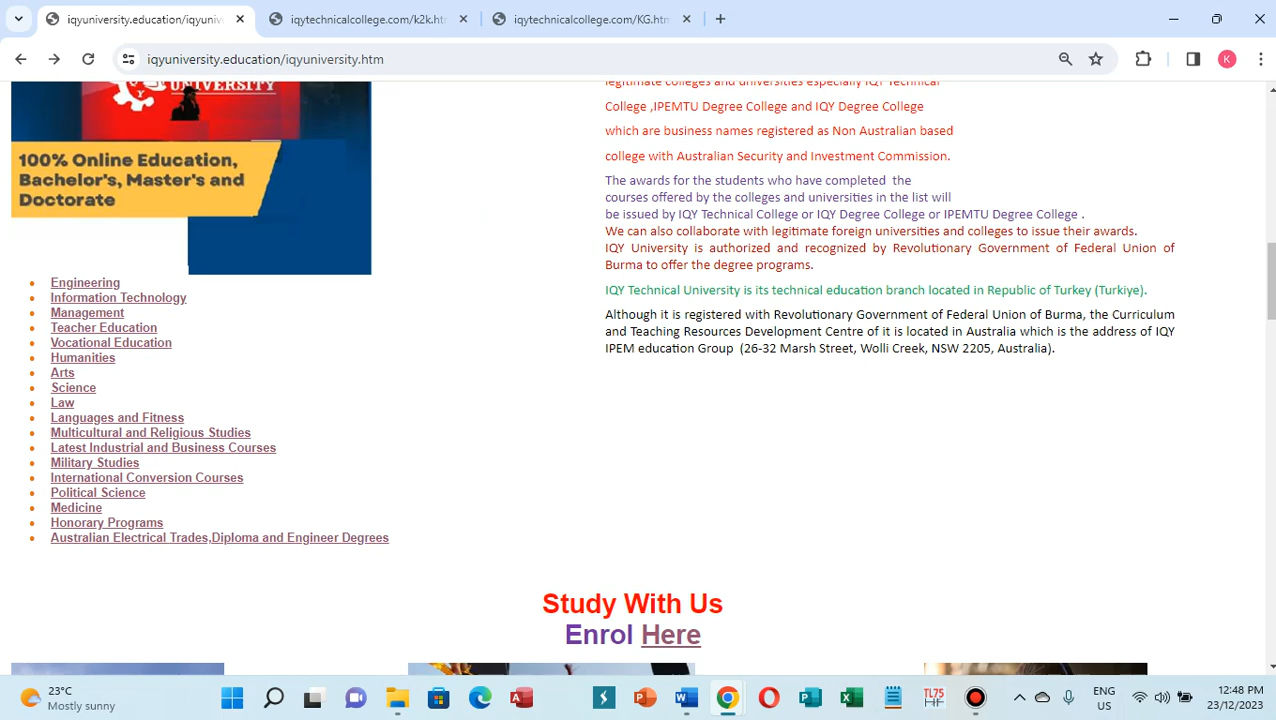 iqyuniversity.education/iqyunive
iqytechnicalcollege.com/k2k.htm
iqytechnicalcollege.com/KG.htm
iqyuniversity.education/iqyuniversity.htm
K
UNIVERSITY
100% Online Education,
Bachelor's, Master's and
Doctorate
legitimate colleges and universities especially IQY Technical
College ,IPEMTU Degree College and IQY Degree College
which are business names registered as Non Australian based
college with Australian Security and Investment Commission.
The awards for the students who have completed the
courses offered by the colleges and universities in the list will
be issued by IQY Technical College or IQY Degree College or IPEMTU Degree College .
We can also collaborate with legitimate foreign universities and colleges to issue their awards.
IQY University is authorized and recognized by Revolutionary Government of Federal Union of
Burma to offer the degree programs.
IQY Technical University is its technical education branch located in Republic of Turkey (Turkiye).
Although it is registered with Revolutionary Government of Federal Union of Burma, the Curriculum
and Teaching Resources Development Centre of it is located in Australia which is the address of IQY
IPEM education Group (26-32 Marsh Street, Wolli Creek, NSW 2205, Australia).
Engineering
Information Technology
Management
Teacher Education
Vocational Education
Humanities
Arts
Science
Law
Languages and Fitness
Multicultural and Religious Studies
Latest Industrial and Business Courses
Military Studies
International Conversion Courses
Political Science
Medicine
Honorary Programs
Australian Electrical Trades,Diploma and Engineer Degrees
Study With Us
Enrol Here
23°C
Mostly sunny
TL75
ENG
US
12:48 PM
23/12/2023